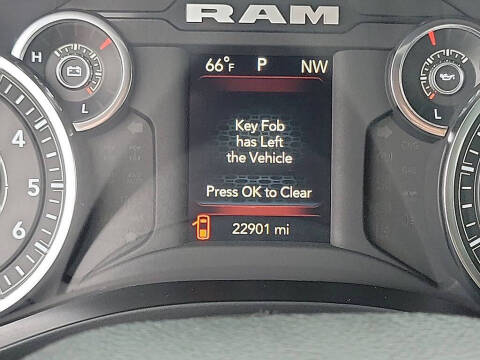 RAM
66°F P NW
H
L
Key Fob
has Left
the Vehicle
Press OK to Clear
22901 mi
4
5
6
L